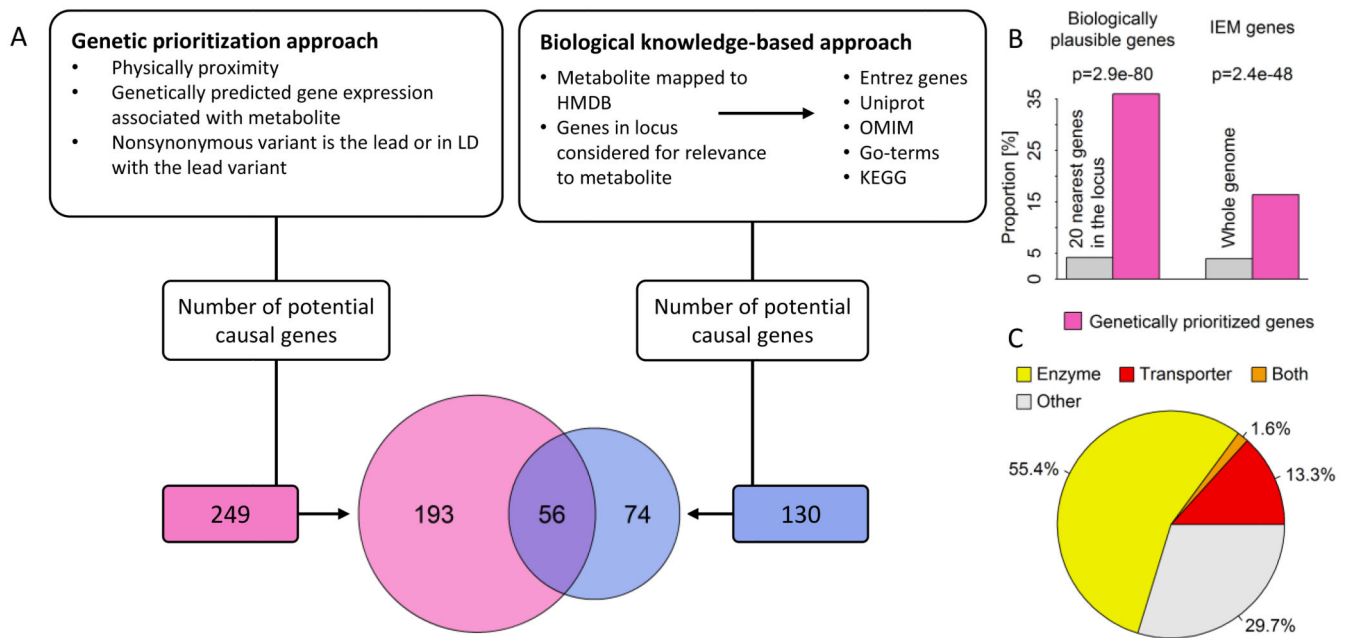 A
Genetic prioritization approach
• Physically proximity
• Genetically predicted gene expression
associated with metabolite
• Nonsynonymous variant is the lead or in LD
with the lead variant
Biological knowledge-based approach
• Metabolite mapped to
HMDB
• Genes in locus
considered for relevance
to metabolite
• Entrez genes
• Uniprot
• OMIM
• Go-terms
• KEGG
Number of potential
causal genes
Number of potential
causal genes
249
193
56
74
130
B
Biologically
plausible genes
IEM genes
p=2.9e-80
p=2.4e-48
Proportion [%]
35
25
15
5
0
20 nearest genes
in the locus
Whole genome
Genetically prioritized genes
C
Enzyme
Transporter
Both
Other
1.6%
55.4%
13.3%
29.7%